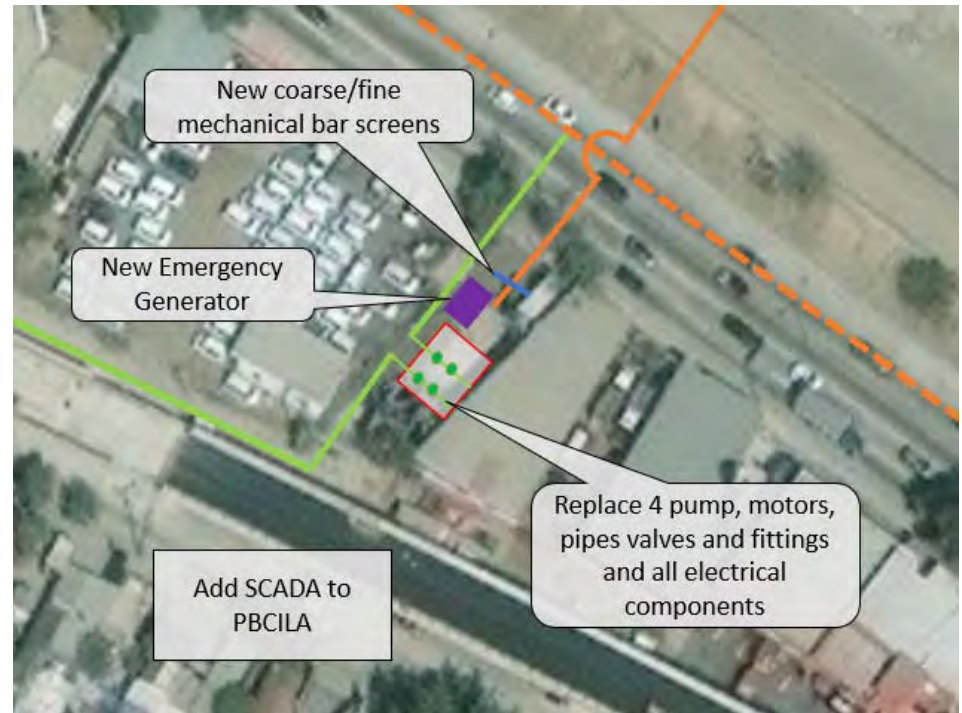 New coarse/fine
mechanical bar screens
New Emergency
Generator
Replace 4 pump, motors,
pipes valves and fittings
and all electrical
components
Add SCADA to
PBCILA